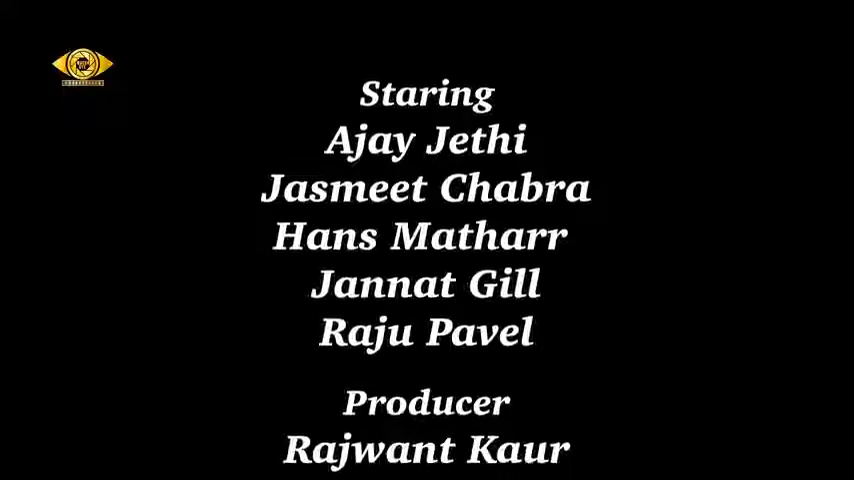 Staring
Ajay Jethi
Jasmeet Chabra
Hans Matharr
Jannat Gill
Raju Pavel
Producer
Rajwant Kaur